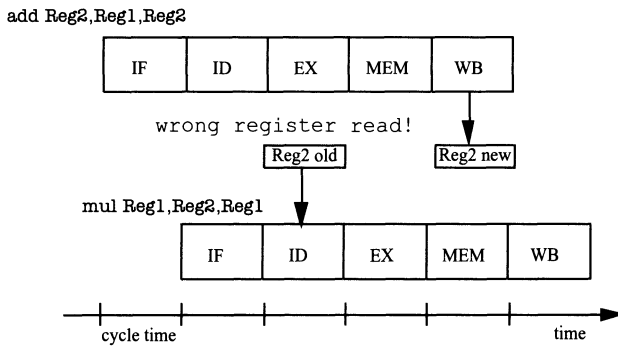 add Reg2,Reg1,Reg2
IF ID EX MEM WB
wrong register read!
Reg2 old Reg2 new
mul Reg1,Reg2,Reg1
IF ID EX MEM WB
cycle time time